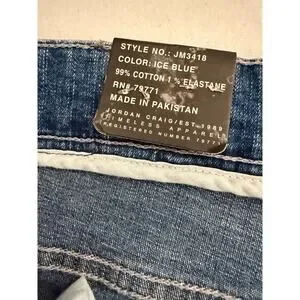 STYLE NO.: JM3418
COLOR: ICE BLUE
99% COTTON 1% ELASTANE
RN# 79771
MADE IN PAKISTAN
JORDAN CRAIG/EST.1989
TIMELESS APPAREL
REGISTERED NUMBER 79771